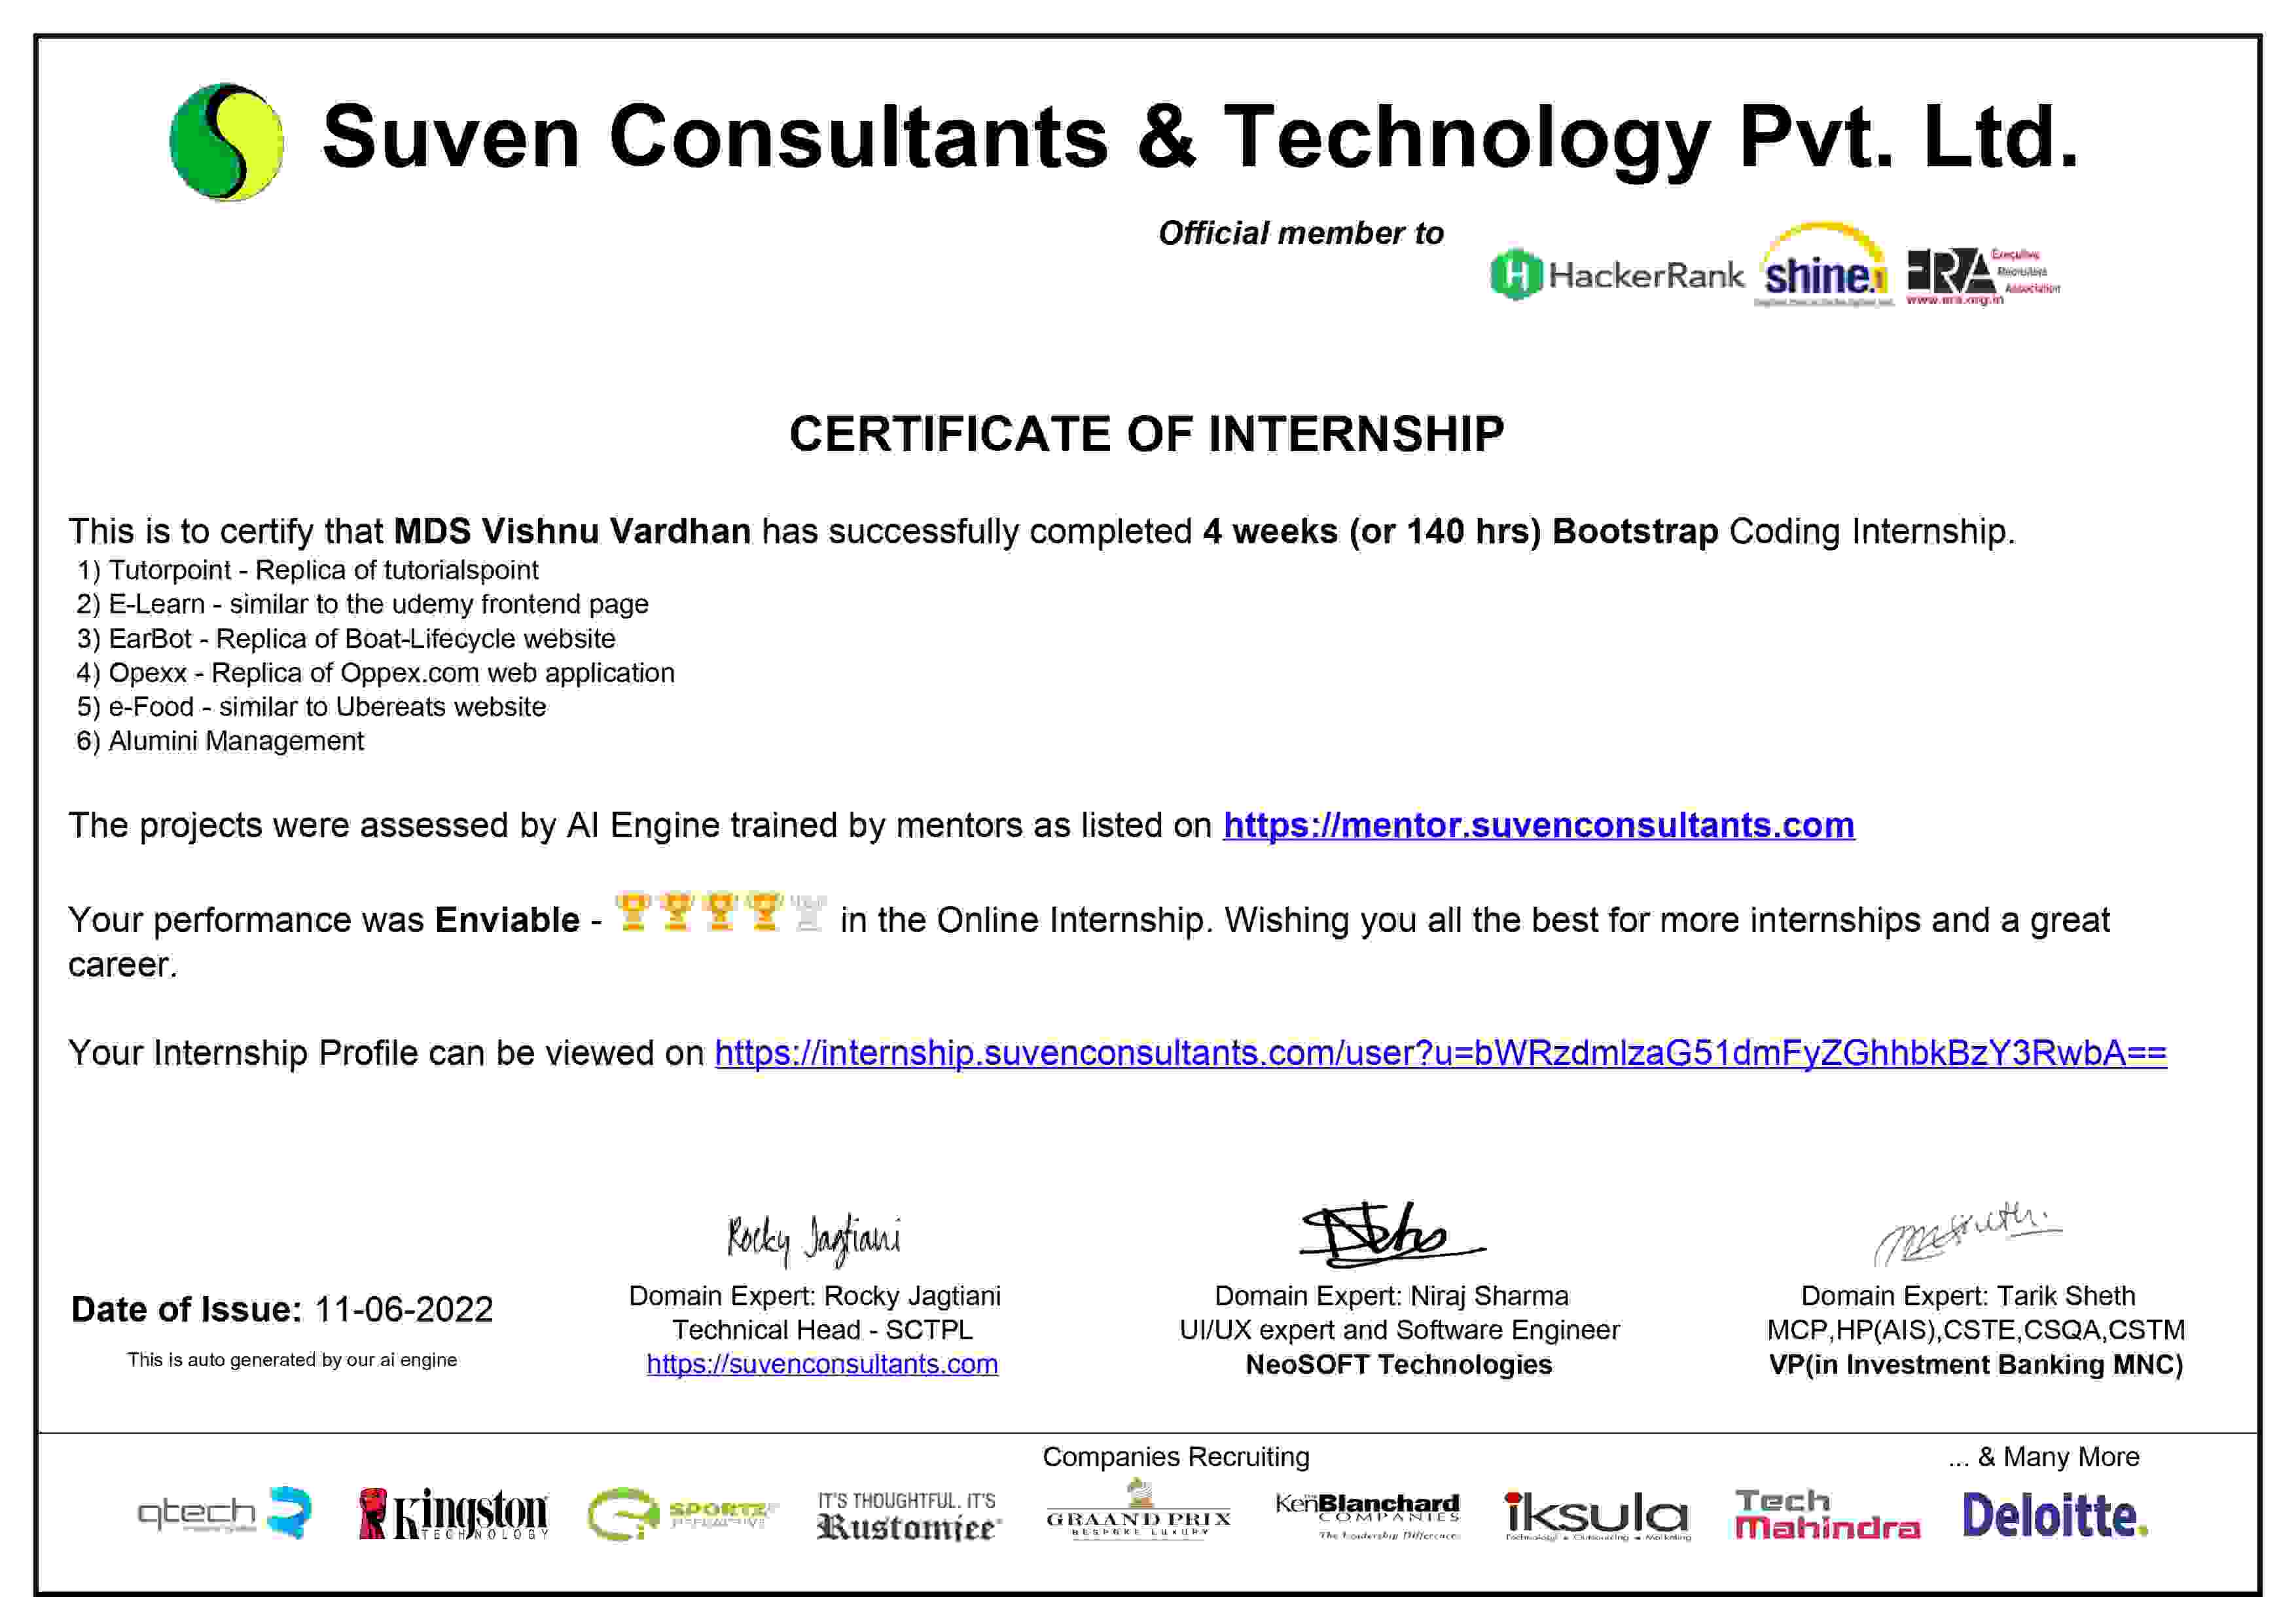 Suven Consultants & Technology Pvt. Ltd.
Official member to
HackerRank
shine.
ERA
Executive
Recruiters
Association
www.era.org.in
CERTIFICATE OF INTERNSHIP
This is to certify that MDS Vishnu Vardhan has successfully completed 4 weeks (or 140 hrs) Bootstrap Coding Internship.
1) Tutorpoint - Replica of tutorialspoint
2) E-Learn - similar to the udemy frontend page
3) EarBot - Replica of Boat-Lifecycle website
4) Opexx - Replica of Oppex.com web application
5) e-Food - similar to Ubereats website
6) Alumini Management
The projects were assessed by AI Engine trained by mentors as listed on https://mentor.suvenconsultants.com
Your performance was Enviable - in the Online Internship. Wishing you all the best for more internships and a great
career.
Your Internship Profile can be viewed on https://internship.suvenconsultants.com/user?u=bWRzdmlzaG51dmFyZGhhbkBzY3RwbA==
Rocky Jagtiani
Date of Issue: 11-06-2022
This is auto generated by our ai engine
Domain Expert: Rocky Jagtiani
Technical Head - SCTPL
https://suvenconsultants.com
Domain Expert: Niraj Sharma
UI/UX expert and Software Engineer
NeoSOFT Technologies
Domain Expert: Tarik Sheth
MCP,HP(AIS),CSTE,CSQA,CSTM
VP(in Investment Banking MNC)
Companies Recruiting
... & Many More
qtech
Kingston
TECHNOLOGY
SPORTZ
INTERACTIVE
IT'S THOUGHTFUL. IT'S
Rustomjee
GRAAND PRIX
BESPOKE LUXURY
The
KenBlanchard
COMPANIES
The Leadership Difference
iksula
Technology Outsourcing Marketing
Tech
Mahindra
Deloitte.